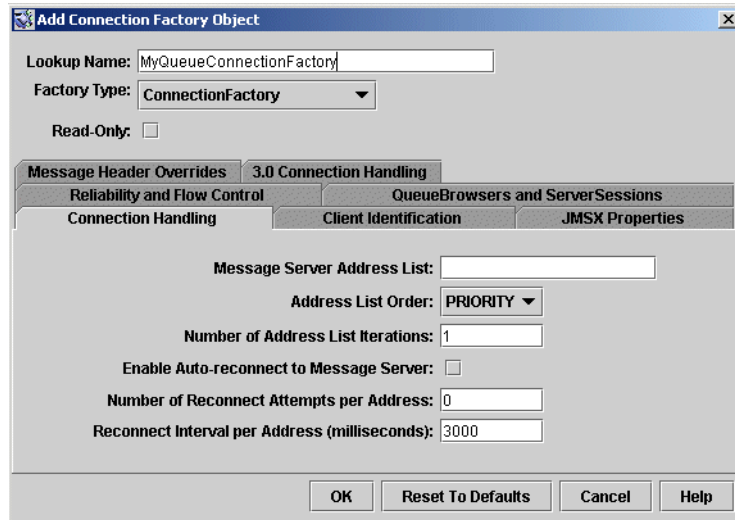 Add Connection Factory Object
Lookup Name: MyQueueConnectionFactory
Factory Type: ConnectionFactory
Read-Only:
Message Header Overrides 3.0 Connection Handling
Reliability and Flow Control QueueBrowsers and ServerSessions
Connection Handling Client Identification JMSX Properties
Message Server Address List:
Address List Order: PRIORITY
Number of Address List Iterations: 1
Enable Auto-reconnect to Message Server:
Number of Reconnect Attempts per Address: 0
Reconnect Interval per Address (milliseconds): 3000
OK Reset To Defaults Cancel Help